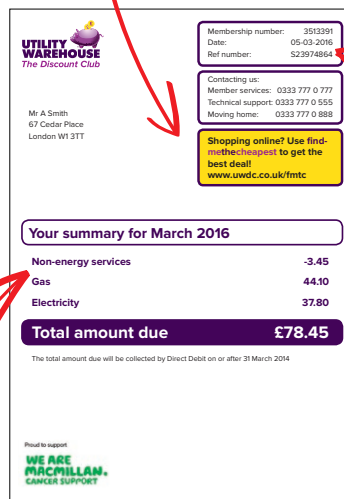 UTILITY
WAREHOUSE
The Discount Club
Membership number: 3513391
Date: 05-03-2016
Ref number: S23974864
Contacting us:
Member services: 0333 777 0 777
Technical support: 0333 777 0 555
Moving home: 0333 777 0 888
Mr A Smith
67 Cedar Place
London W1 3TT
Shopping online? Use find-
methecheapest to get the
best deal!
www.uwdc.co.uk/fmtc
Your summary for March 2016
Non-energy services -3.45
Gas 44.10
Electricity 37.80
Total amount due £78.45
The total amount due will be collected by Direct Debit on or after 31 March 2014
Proud to support
WE ARE
MACMILLAN.
CANCER SUPPORT